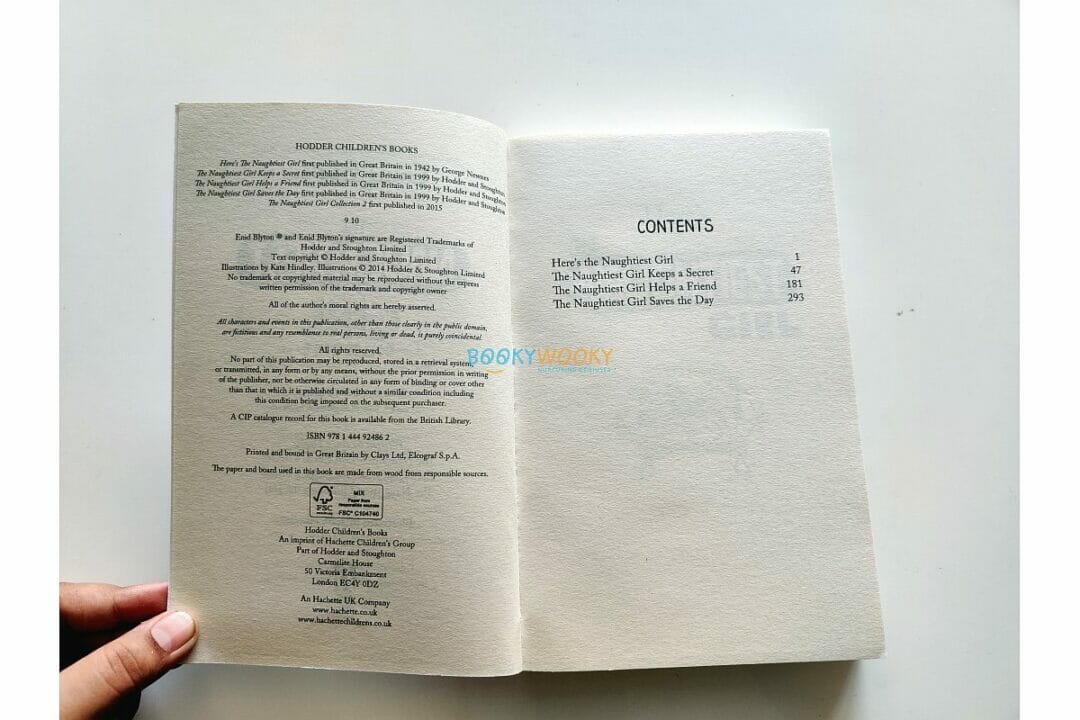 HODDER CHILDREN'S BOOKS
Here's The Naughtiest Girl first published in Great Britain in 1942 by George Newnes
The Naughtiest Girl Keeps a Secret first published in Great Britain in 1999 by Hodder and Stoughton
The Naughtiest Girl Helps a Friend first published in Great Britain in 1999 by Hodder and Stoughton
The Naughtiest Girl Saves the Day first published in Great Britain in 1999 by Hodder and Stoughton
The Naughtiest Girl Collection 2 first published in 2015
9 10
Enid Blyton ® and Enid Blyton's signature are Registered Trademarks of
Hodder and Stoughton Limited
Text copyright © Hodder and Stoughton Limited
Illustrations by Kate Hindley. Illustrations © 2014 Hodder & Stoughton Limited
No trademark or copyrighted material may be reproduced without the express
written permission of the trademark and copyright owner
All of the author's moral rights are hereby asserted.
All characters and events in this publication, other than those clearly in the public domain,
are fictitious and any resemblance to real persons, living or dead, is purely coincidental.
All rights reserved.
No part of this publication may be reproduced, stored in a retrieval system,
or transmitted, in any form or by any means, without the prior permission in writing
of the publisher, nor be otherwise circulated in any form of binding or cover other
than that in which it is published and without a similar condition including
this condition being imposed on the subsequent purchaser.
A CIP catalogue record for this book is available from the British Library.
ISBN 978 1 444 92486 2
Printed and bound in Great Britain by Clays Ltd, Elcograf S.p.A.
The paper and board used in this book are made from wood from responsible sources.
FSC
MIX
Paper from
responsible sources
FSC® C104740
Hodder Children's Books
An imprint of Hachette Children's Group
Part of Hodder and Stoughton
Carmelite House
50 Victoria Embankment
London EC4Y 0DZ
An Hachette UK Company
www.hachette.co.uk
www.hachettechildrens.co.uk
CONTENTS
Here's the Naughtiest Girl 1
The Naughtiest Girl Keeps a Secret 47
The Naughtiest Girl Helps a Friend 181
The Naughtiest Girl Saves the Day 293
BOOKYWOOKY